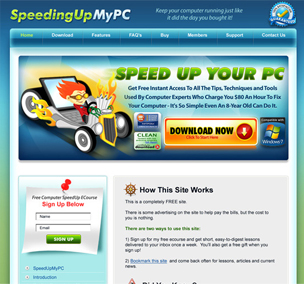 SpeedingUpMyPC
Keep your computer running just like
it did the day you bought it!
Home
Download
Features
FAQ's
Buy
Members
Support
Contact Us
SPEED UP YOUR PC
Get Free Instant Access To All The Tips, Techniques and Tools
Used By Computer Experts Who Charge You $80 An Hour To Fix
Your Computer - It's So Simple Even An 8-Year Old Can Do It.
CLEAN
DOWNLOAD NOW
Click To Start Here
Compatible with
Windows 7
Free Computer SpeedUp ECourse
Sign Up Below
Name
Email
SIGN UP
SpeedUpMyPC
Introduction
How This Site Works
This is a completely FREE site.
There is some advertising on the site to help pay the bills, but the cost to
you is nothing
There are two ways to use this site:
1) Sign up for my free ecourse and get short, easy-to-digest lessons
delivered to your inbox once a week. You'll also get a free gift when you
sign up!
2) Bookmark this site and come back often for lessons, articles and current
news